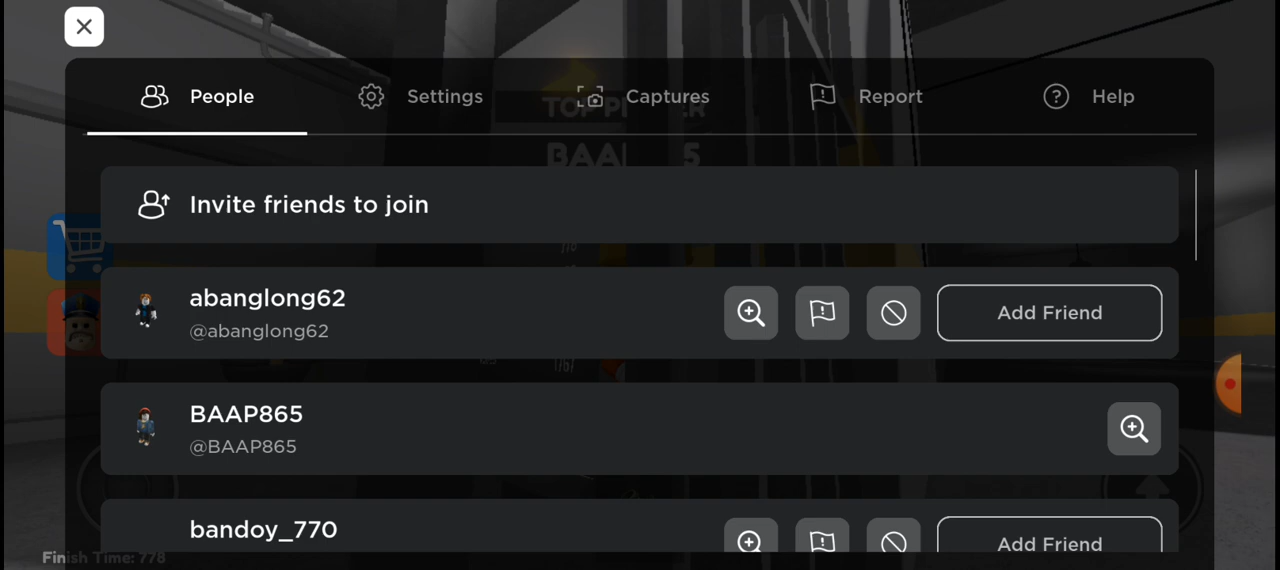 People
Settings
Captures
Report
Help
Invite friends to join
abanglong62
@abanglong62
Add Friend
BAAP865
@BAAP865
bandoy_770
Add Friend
Finish Time: 778